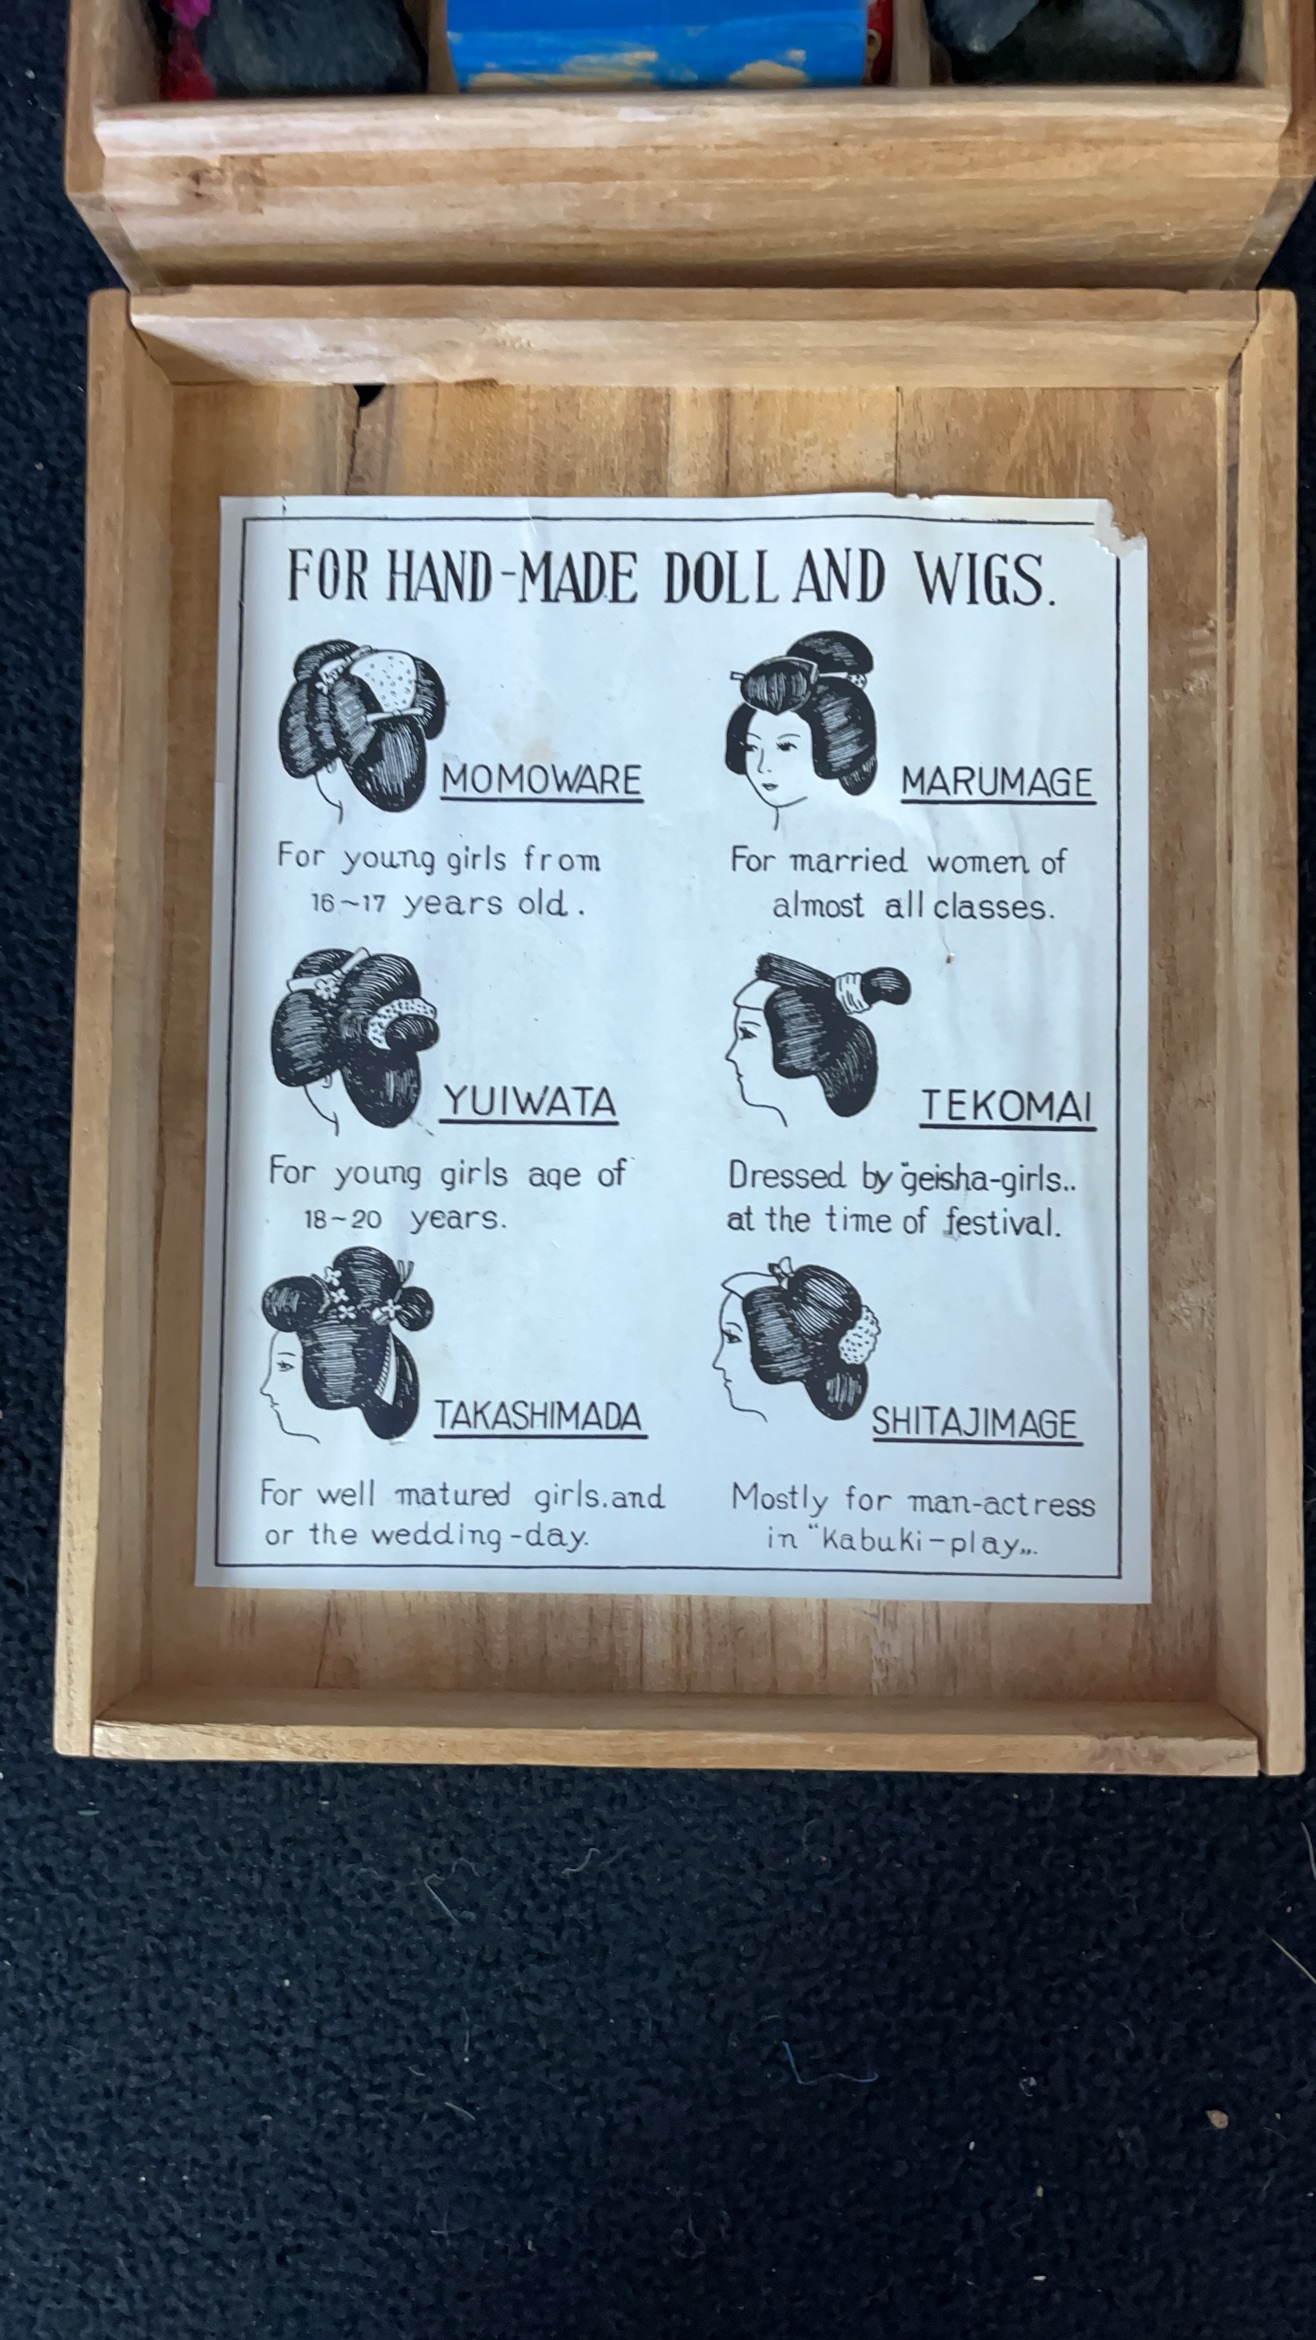 FOR HAND-MADE DOLL AND WIGS.
MOMOWARE
For young girls from
16~17 years old.
MARUMAGE
For married women of
almost all classes.
YUIWATA
For young girls age of
18~20 years.
TEKOMAI
Dressed by "geisha-girls„
at the time of festival.
TAKASHIMADA
For well matured girls.and
or the wedding-day.
SHITAJIMAGE
Mostly for man-actress
in “kabuki-play„.